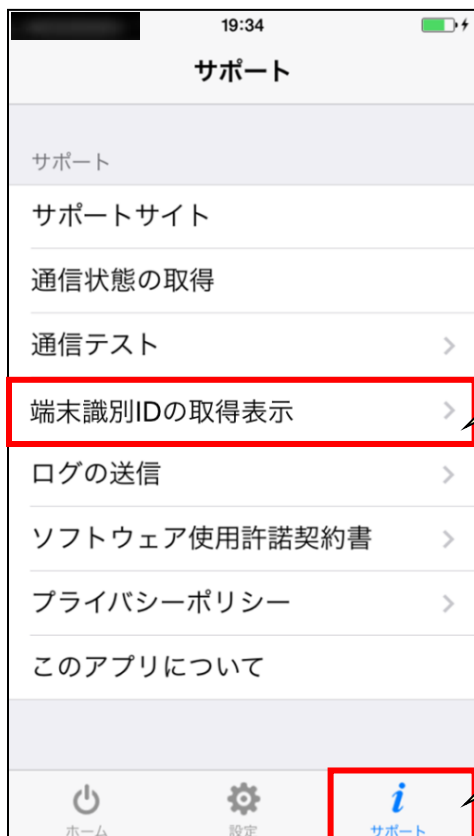 19:34
サポート
サポート
サポートサイト
通信状態の取得
通信テスト
端末識別IDの取得表示
ログの送信
ソフトウェア使用許諾契約書
プライバシーポリシー
このアプリについて
ホーム 設定 サポート